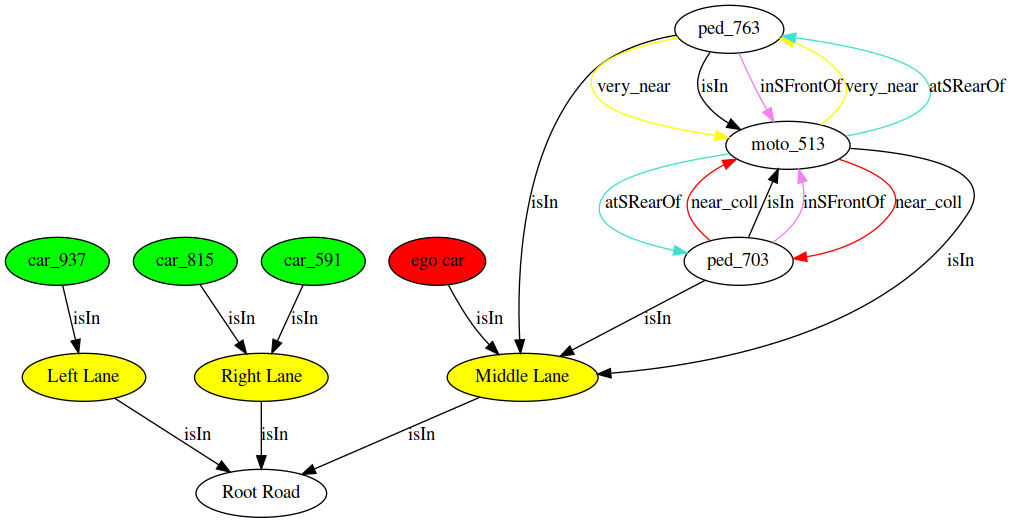 ped_763
very_near
isIn
inSFrontOf
very_near
atSRearOf
moto_513
isIn
atSRearOf
near_coll
isIn
inSFrontOf
near_coll
car_937
car_815
car_591
ego car
ped_703
isIn
isIn
isIn
isIn
isIn
isIn
Left Lane
Right Lane
Middle Lane
isIn
isIn
isIn
Root Road